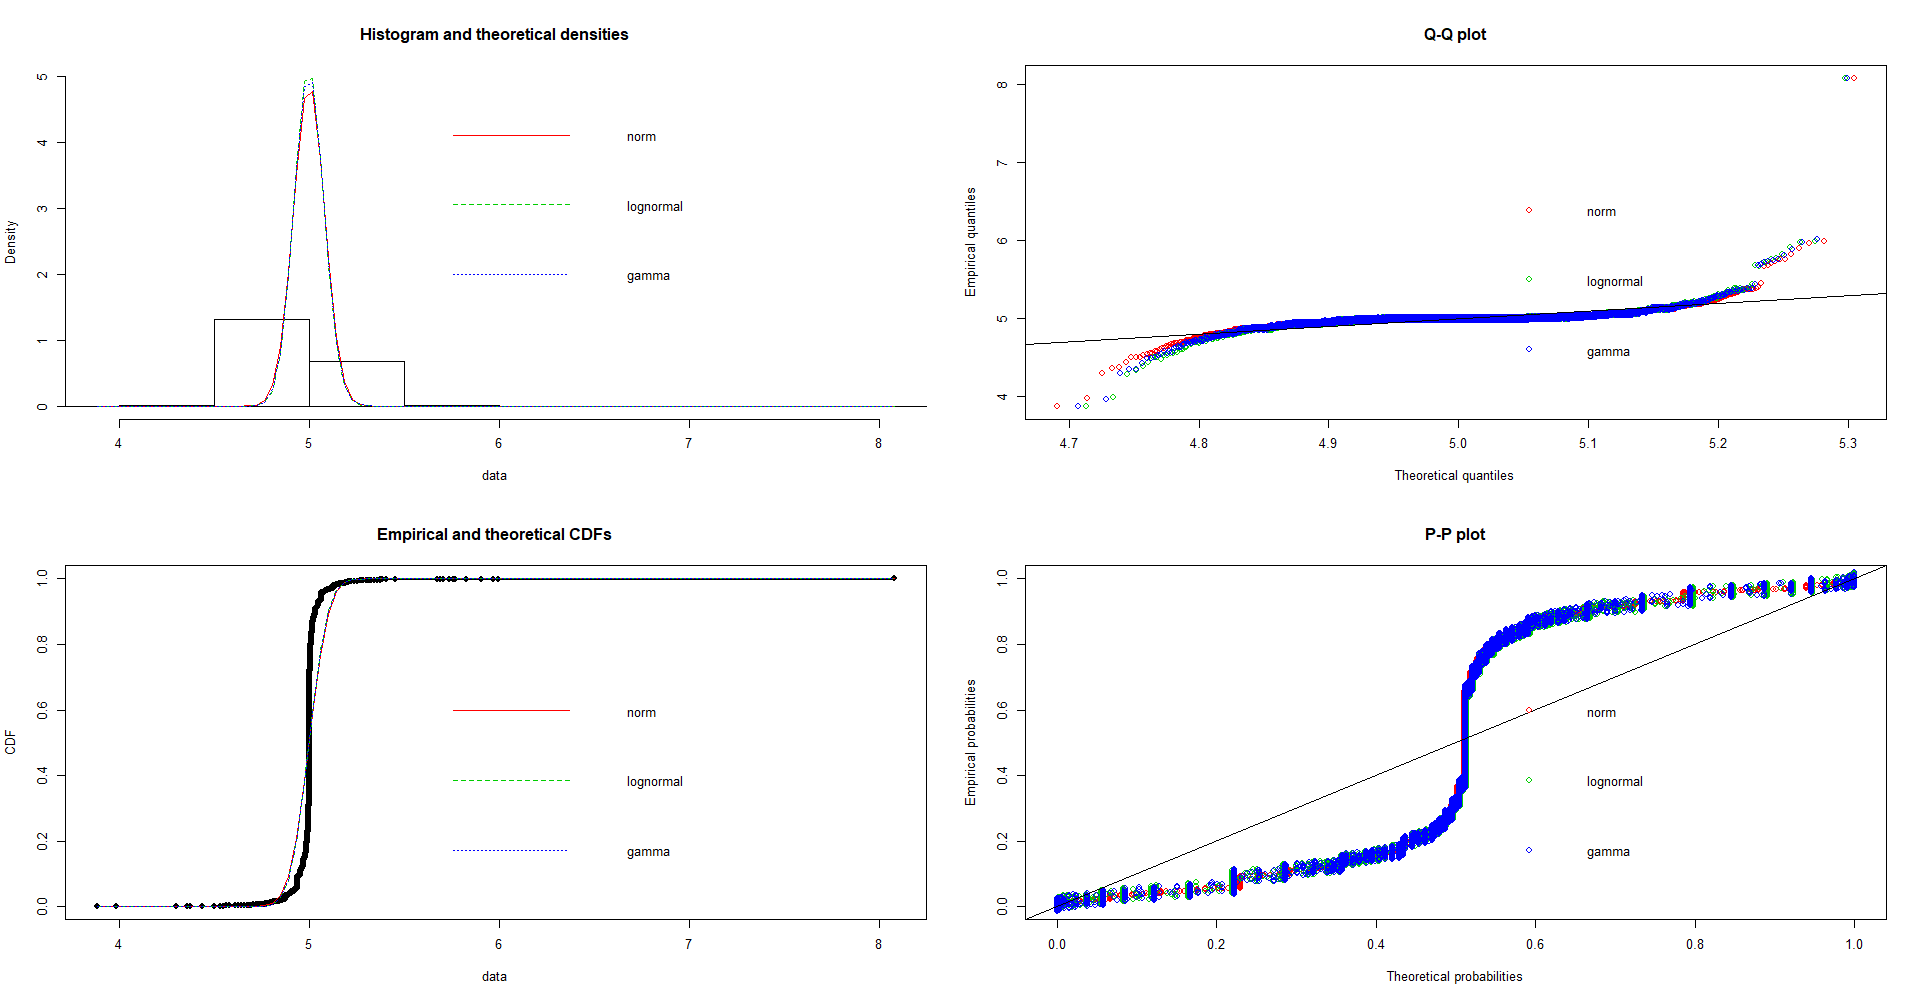 Histogram and theoretical densities
Density
5
4
3
2
1
0
norm
lognormal
gamma
4 5 6 7 8
data
Q-Q plot
Empirical quantiles
8
7
6
5
4
norm
lognormal
gamma
4.7 4.8 4.9 5.0 5.1 5.2 5.3
Theoretical quantiles
Empirical and theoretical CDFs
CDF
1.0
0.8
0.6
0.4
0.2
0.0
norm
lognormal
gamma
4 5 6 7 8
data
P-P plot
Empirical probabilities
1.0
0.8
0.6
0.4
0.2
0.0
norm
lognormal
gamma
0.0 0.2 0.4 0.6 0.8 1.0
Theoretical probabilities